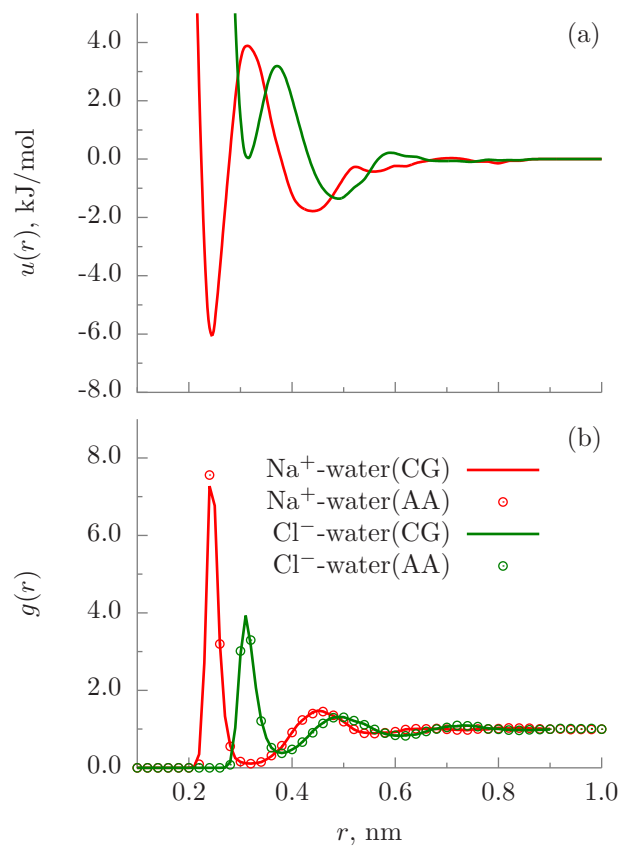 (a)
4.0
2.0
0.0
-2.0
-4.0
-6.0
-8.0
u(r), kJ/mol
(b)
8.0
6.0
4.0
2.0
0.0
g(r)
Na⁺-water(CG)
Na⁺-water(AA)
Cl⁻-water(CG)
Cl⁻-water(AA)
0.2 0.4 0.6 0.8 1.0
r, nm